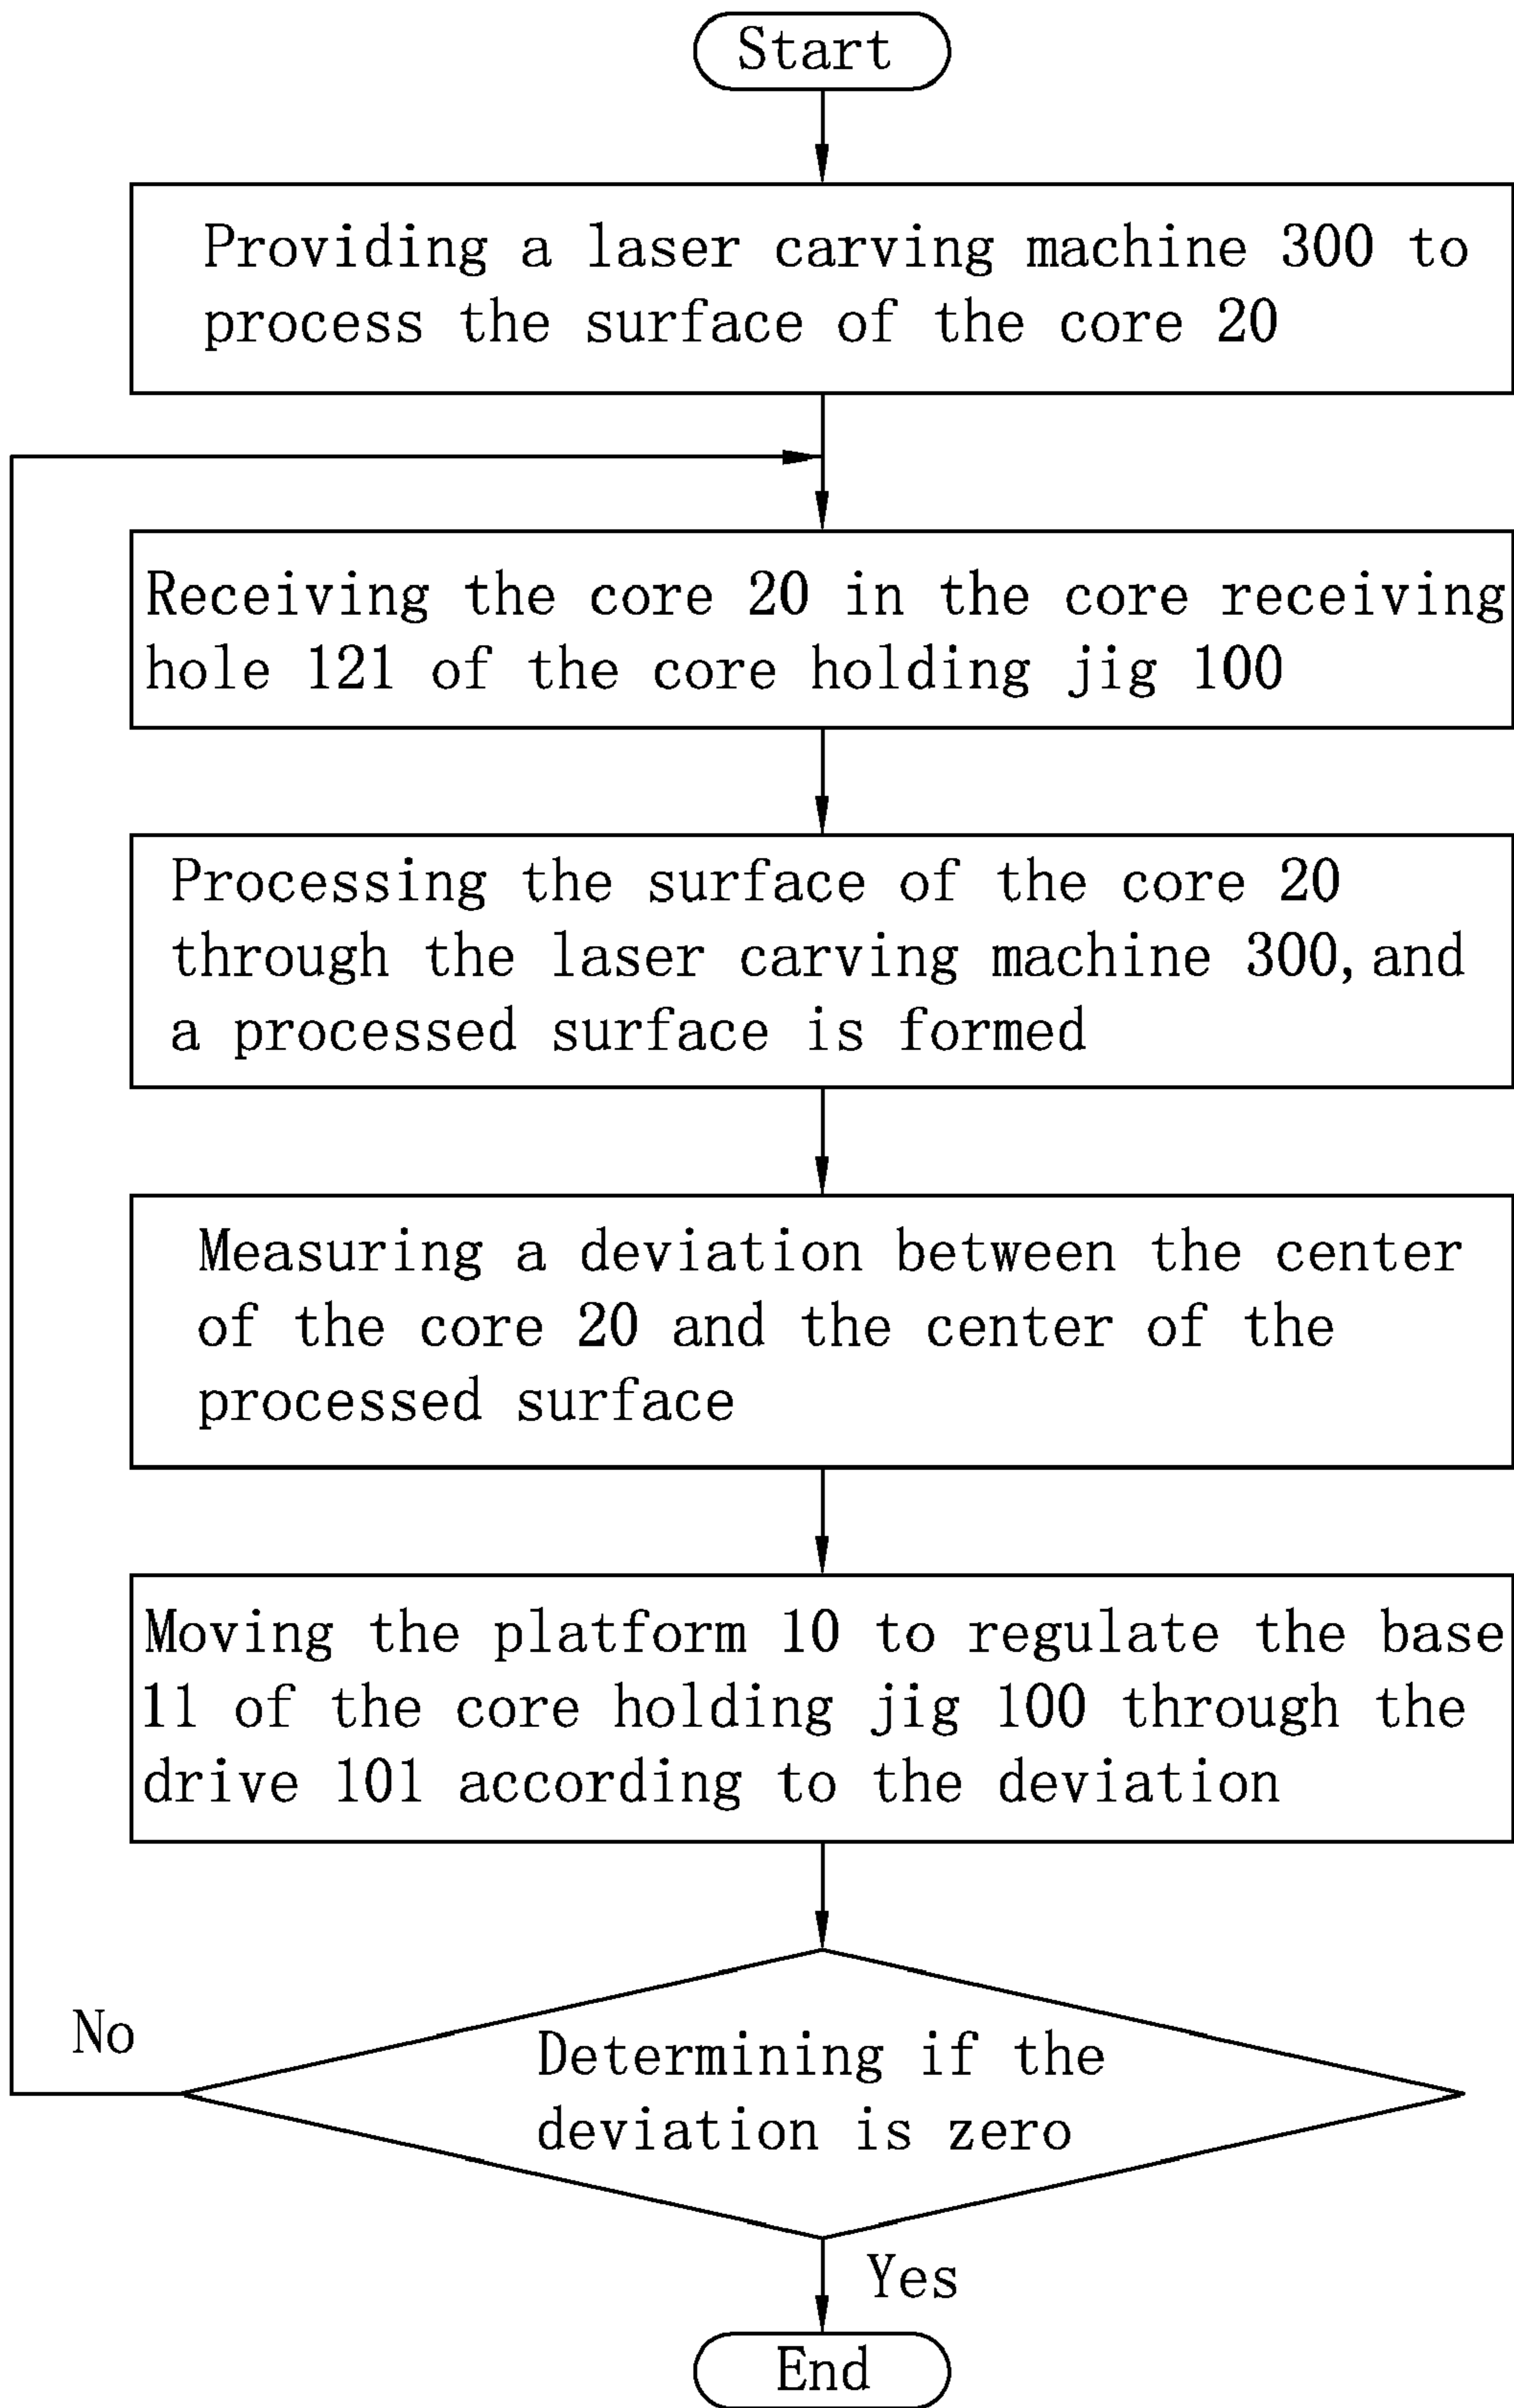 Start
Providing a laser carving machine 300 to
process the surface of the core 20
Receiving the core 20 in the core receiving
hole 121 of the core holding jig 100
Processing the surface of the core 20
through the laser carving machine 300, and
a processed surface is formed
Measuring a deviation between the center
of the core 20 and the center of the
processed surface
Moving the platform 10 to regulate the base
11 of the core holding jig 100 through the
drive 101 according to the deviation
No
Determining if the
deviation is zero
Yes
End